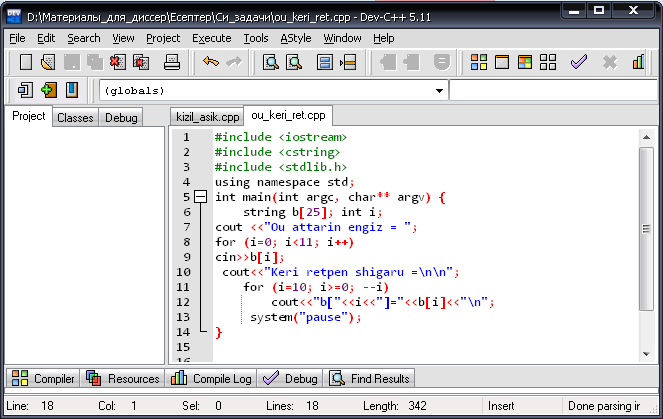 D:\Материалы_для_диссер\Есептер\Си_задачи\ou_keri_ret.cpp - Dev-C++ 5.11
File Edit Search View Project Execute Tools AStyle Window Help
(globals)
Project Classes Debug
kizil_asik.cpp ou_keri_ret.cpp
1 #include <iostream>
2 #include <cstring>
3 #include <stdlib.h>
4 using namespace std;
5 int main(int argc, char** argv) {
6 string b[25]; int i;
7 cout <<"Ou attarin engiz = ";
8 for (i=0; i<11; i++)
9 cin>>b[i];
10 cout<<"Keri retpen shigaru =\n\n";
11 for (i=10; i>=0; --i)
12 cout<<"b["<<i<<"]="<<b[i]<<"\n";
13 system("pause");
14 }
15
16
Compiler Resources Compile Log Debug Find Results
Line: 18 Col: 1 Sel: 0 Lines: 18 Length: 342 Insert Done parsing ir